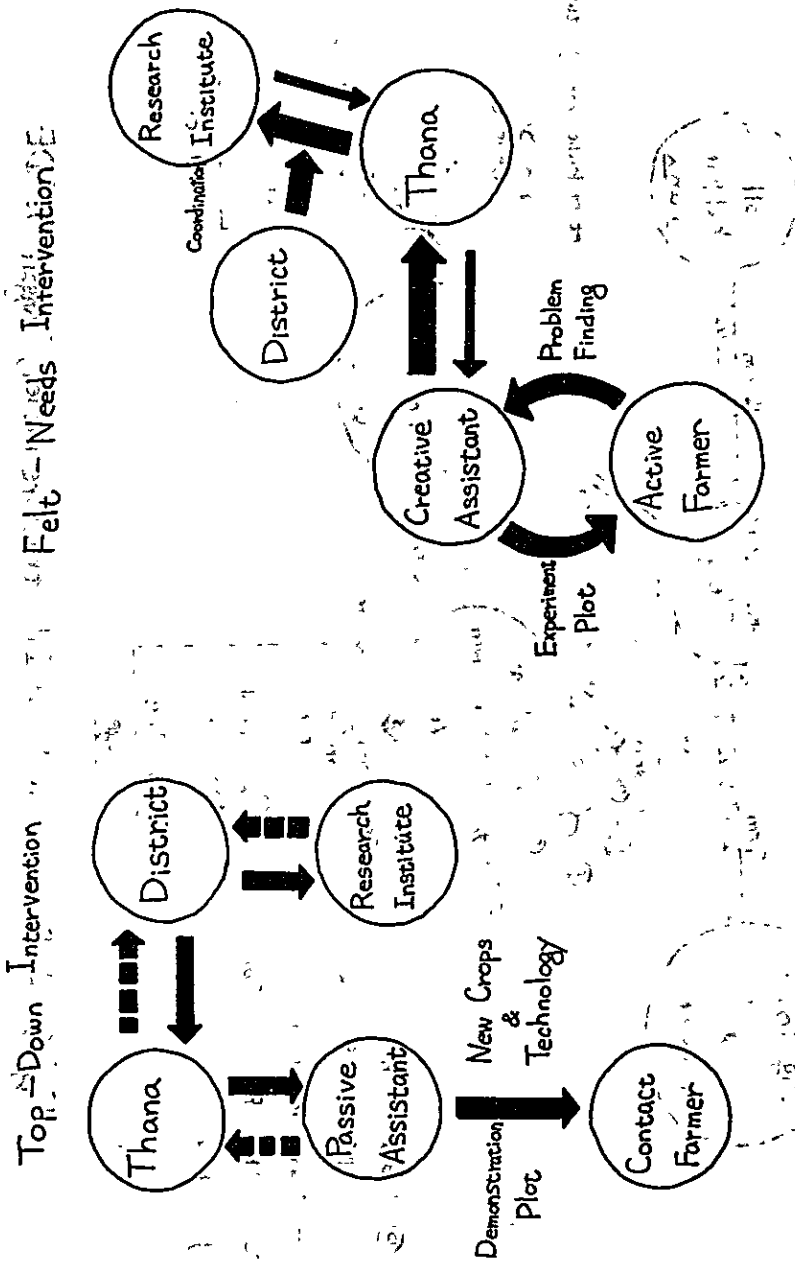 Top-Down Intervention
Thana
District
Passive
Assistant
Research
Institute
Demonstration
Plot
New Crops
&
Technology
Contact
Farmer
Felt-Needs Intervention
District
Coordination
Research
Institute
Creative
Assistant
Thana
Experiment
Plot
Problem
Finding
Active
Farmer